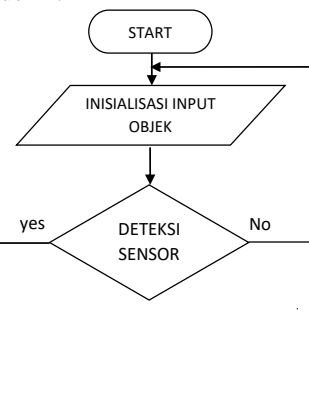 START
INISIALISASI INPUT
OBJEK
yes
DETEKSI
SENSOR
No